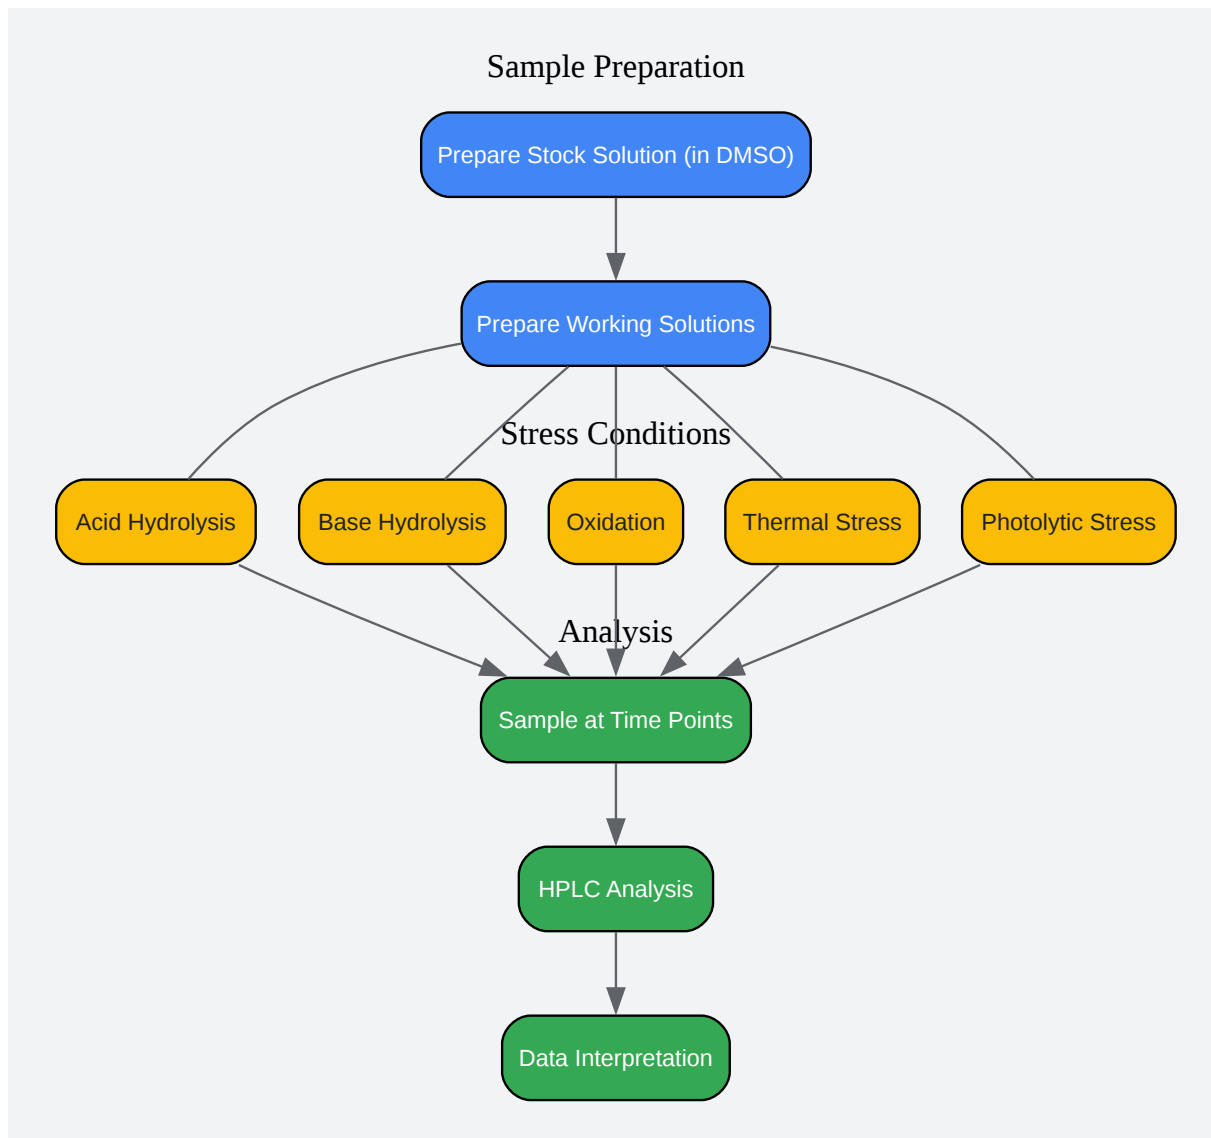 Sample Preparation
Prepare Stock Solution (in DMSO)
Prepare Working Solutions
Stress Conditions
Acid Hydrolysis
Base Hydrolysis
Oxidation
Thermal Stress
Photolytic Stress
Analysis
Sample at Time Points
HPLC Analysis
Data Interpretation